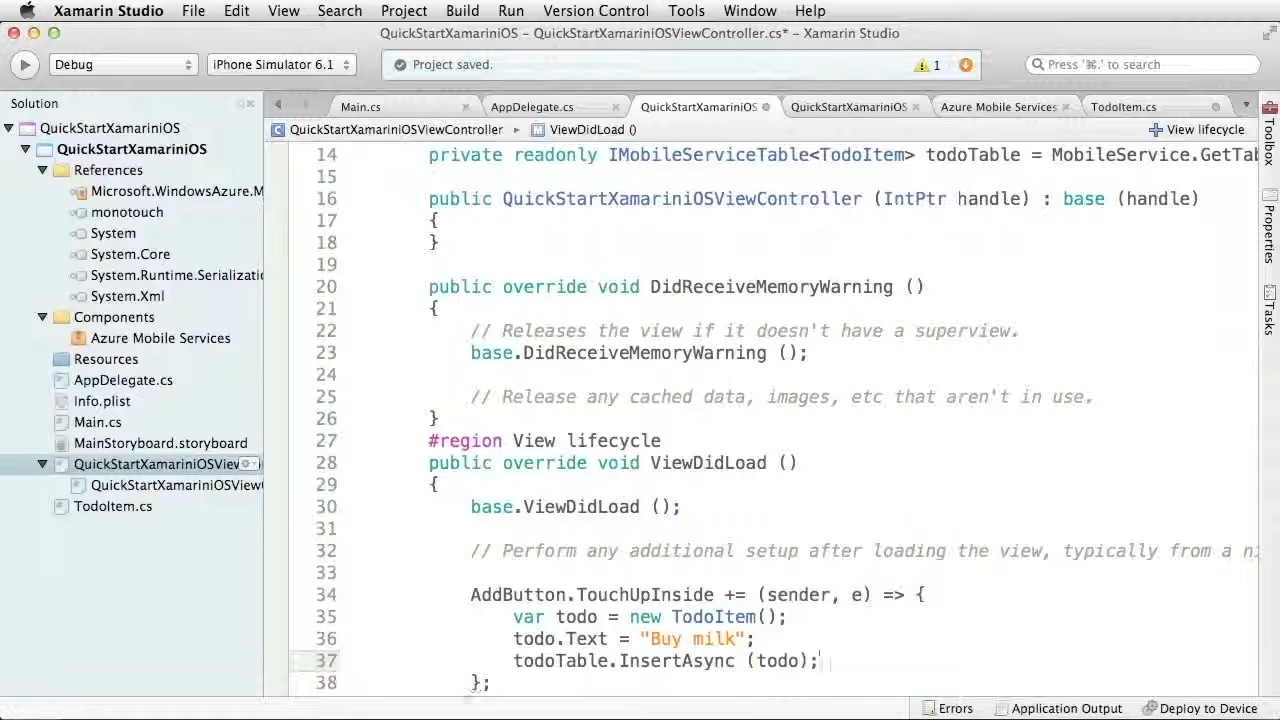 Xamarin Studio File Edit View Search Project Build Run Version Control Tools Window Help
QuickStartXamariniOS - QuickStartXamariniOSViewController.cs* - Xamarin Studio
Debug iPhone Simulator 6.1 Project saved. 1 Press '⌘.' to search
Solution
Main.cs AppDelegate.cs QuickStartXamariniOS QuickStartXamariniOS Azure Mobile Services TodoItem.cs
QuickStartXamariniOSViewController ViewDidLoad () View lifecycle
QuickStartXamariniOS
QuickStartXamariniOS
References
Microsoft.WindowsAzure.M
monotouch
System
System.Core
System.Runtime.Serializatio
System.Xml
Components
Azure Mobile Services
Resources
AppDelegate.cs
Info.plist
Main.cs
MainStoryboard.storyboard
QuickStartXamariniOSView
QuickStartXamariniOSView
TodoItem.cs
14 private readonly IMobileServiceTable<TodoItem> todoTable = MobileService.GetTab
15
16 public QuickStartXamariniOSViewController (IntPtr handle) : base (handle)
17 {
18 }
19
20 public override void DidReceiveMemoryWarning ()
21 {
22 // Releases the view if it doesn't have a superview.
23 base.DidReceiveMemoryWarning ();
24
25 // Release any cached data, images, etc that aren't in use.
26 }
27 #region View lifecycle
28 public override void ViewDidLoad ()
29 {
30 base.ViewDidLoad ();
31
32 // Perform any additional setup after loading the view, typically from a ni
33
34 AddButton.TouchUpInside += (sender, e) => {
35 var todo = new TodoItem();
36 todo.Text = "Buy milk";
37 todoTable.InsertAsync (todo);
38 };
Toolbox
Properties
Tasks
Errors Application Output Deploy to Device